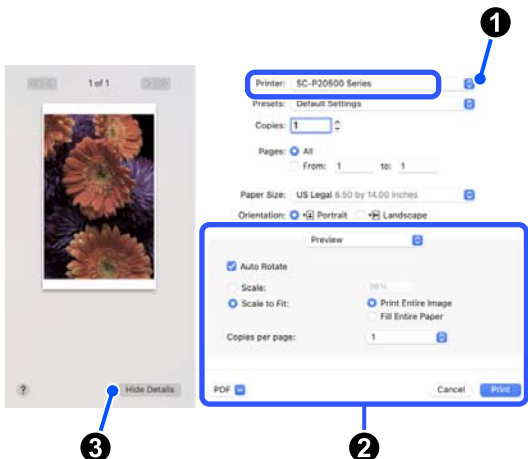 1
1 of 1
Printer: SC-P20500 Series
Presets: Default Settings
Copies: 1
Pages: All
From: 1 to: 1
Paper Size: US Legal 8.50 by 14.00 inches
Orientation: Portrait Landscape
Preview
Auto Rotate
Scale:
Scale to Fit: Print Entire Image
Fill Entire Paper
Copies per page: 1
? Hide Details PDF Cancel Print
3 2